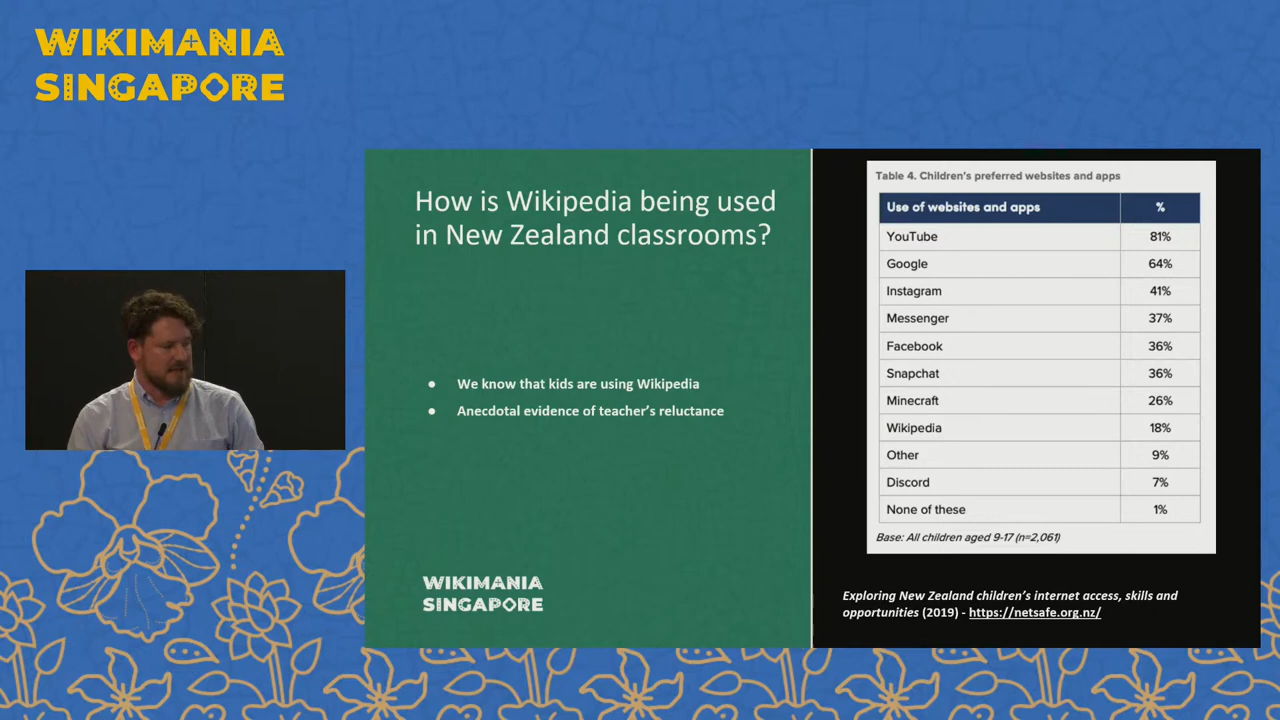 WIKIMANIA
SINGAPORE
How is Wikipedia being used
in New Zealand classrooms?
● We know that kids are using Wikipedia
● Anecdotal evidence of teacher's reluctance
WIKIMANIA
SINGAPORE
Table 4. Children's preferred websites and apps
Use of websites and apps %
YouTube 81%
Google 64%
Instagram 41%
Messenger 37%
Facebook 36%
Snapchat 36%
Minecraft 26%
Wikipedia 18%
Other 9%
Discord 7%
None of these 1%
Base: All children aged 9-17 (n=2,061)
Exploring New Zealand children's internet access, skills and
opportunities (2019) - https://netsafe.org.nz/